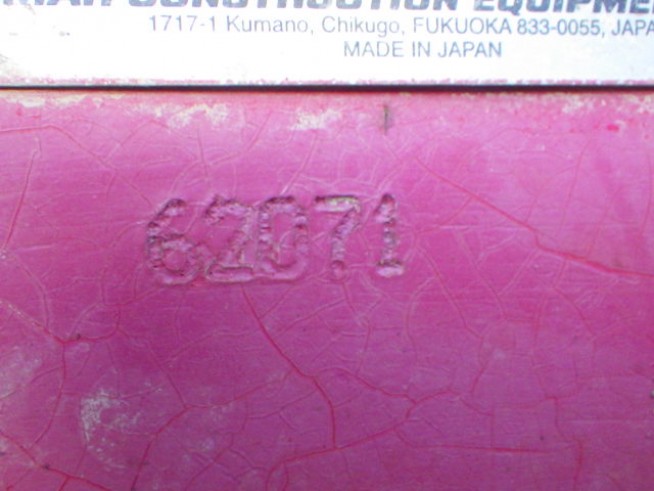 CONSTRUCTION EQUIPME
1717-1 Kumano, Chikugo, FUKUOKA 833-0055, JAPA
MADE IN JAPAN
62071